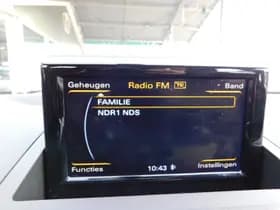 Geheugen Radio FM TP Band
FAMILIE
NDR1 NDS
Functies 10:43 Instellingen